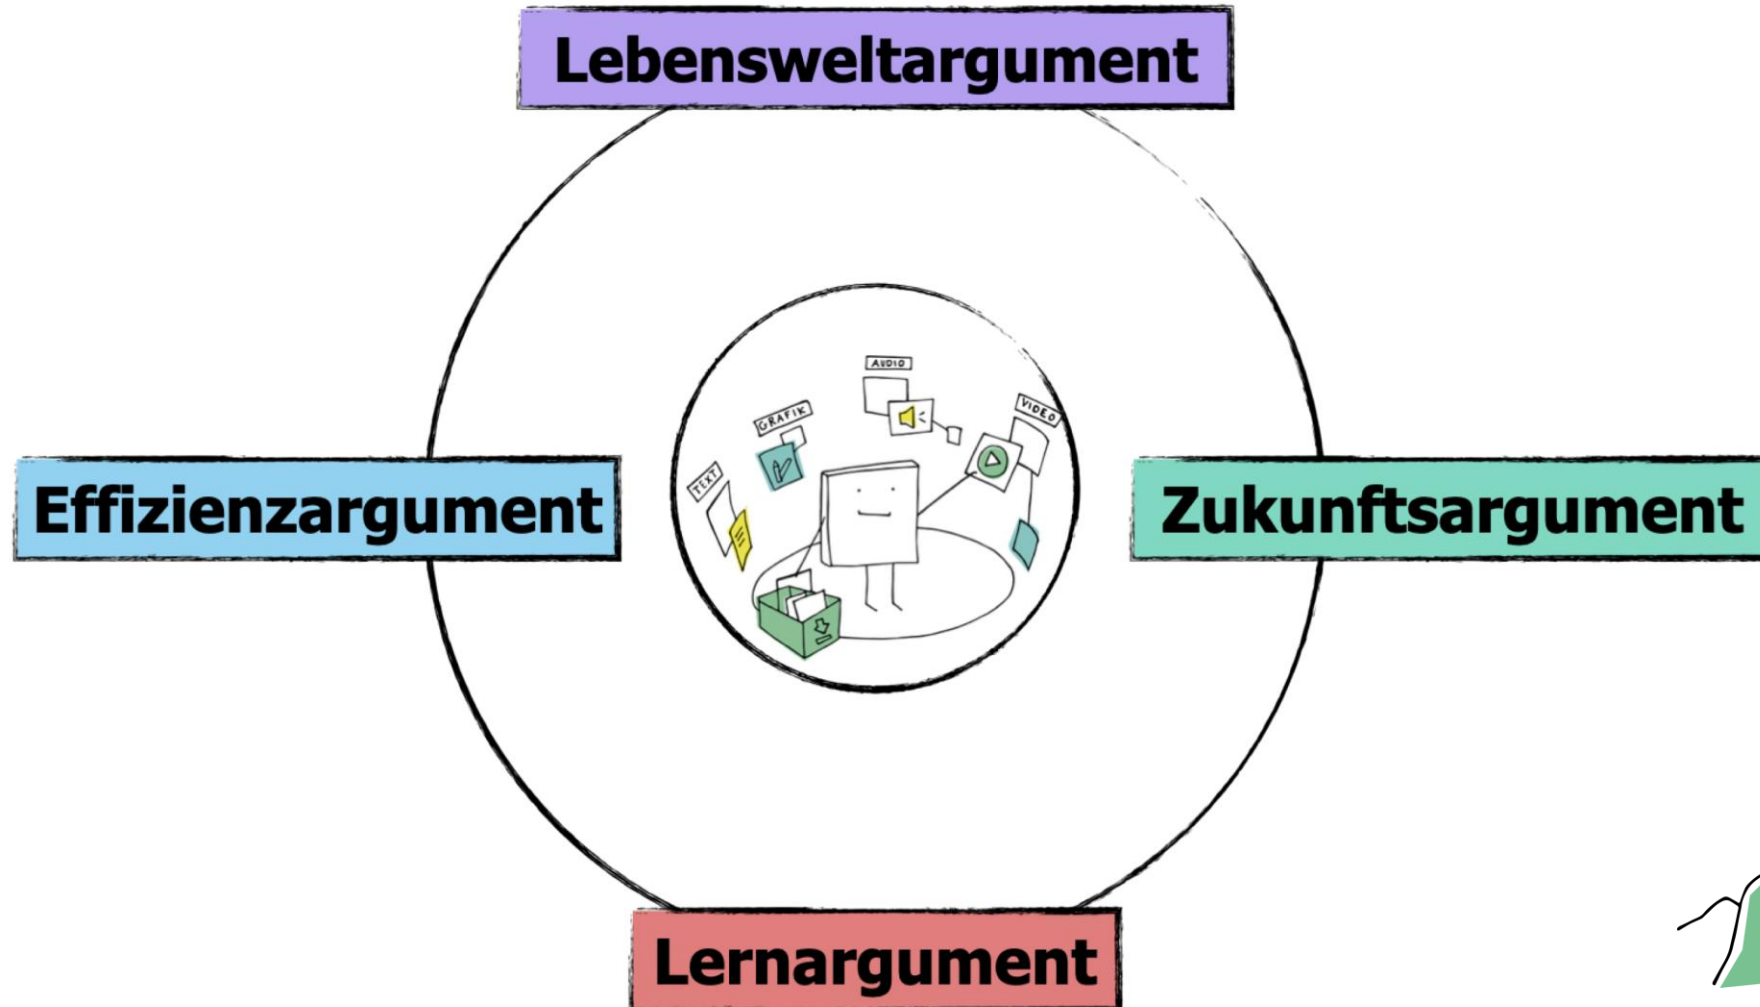 Lebensweltargument
AUDIO
GRAFIK
VIDEO
TEXT
Effizienzargument
Zukunftsargument
Lernargument